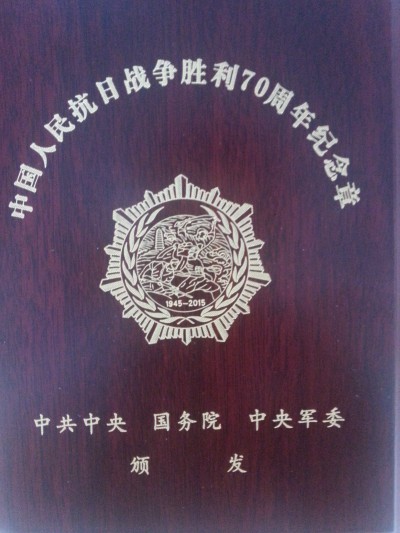 中国人民抗日战争胜利70周年纪念章
1945-2015
中共中央 国务院 中央军委
颁 发